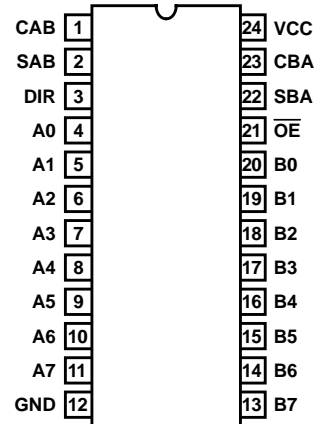 CAB 1 24 VCC
SAB 2 23 CBA
DIR 3 22 SBA
A0 4 21 O̅E̅
A1 5 20 B0
A2 6 19 B1
A3 7 18 B2
A4 8 17 B3
A5 9 16 B4
A6 10 15 B5
A7 11 14 B6
GND 12 13 B7